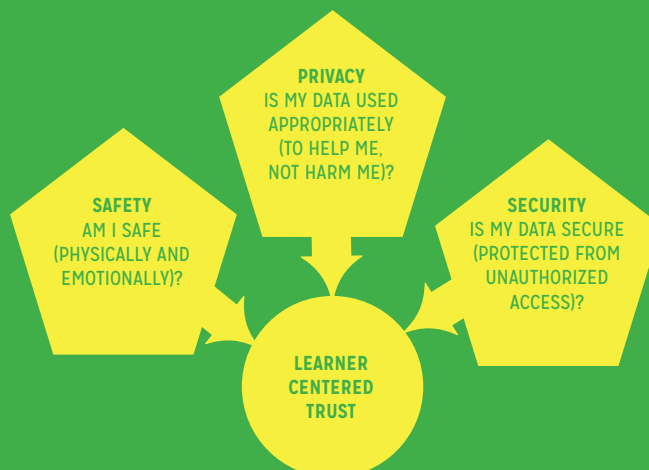 PRIVACY
IS MY DATA USED
APPROPRIATELY
(TO HELP ME,
NOT HARM ME)?
SAFETY
AM I SAFE
(PHYSICALLY AND
EMOTIONALLY)?
SECURITY
IS MY DATA SECURE
(PROTECTED FROM
UNAUTHORIZED
ACCESS)?
LEARNER
CENTERED
TRUST